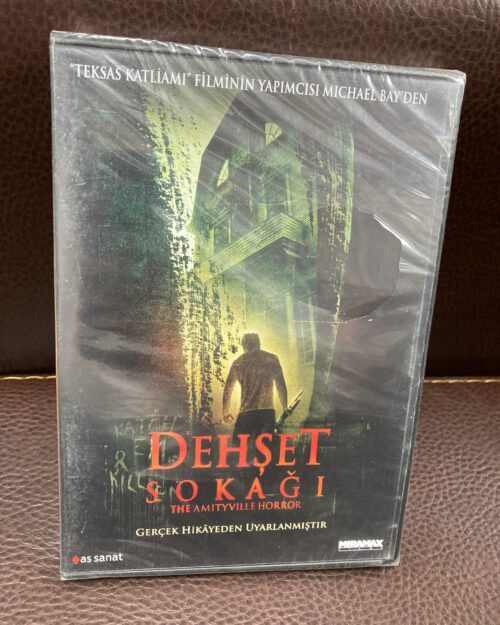 "TEKSAS KATLİAMI" FİLMİNİN YAPIMCISI MICHAEL BAY'DEN
KILL
DEHŞET
SOKAĞI
THE AMITYVILLE HORROR
GERÇEK HİKÂYEDEN UYARLANMIŞTIR
as sanat
MIRAMAX